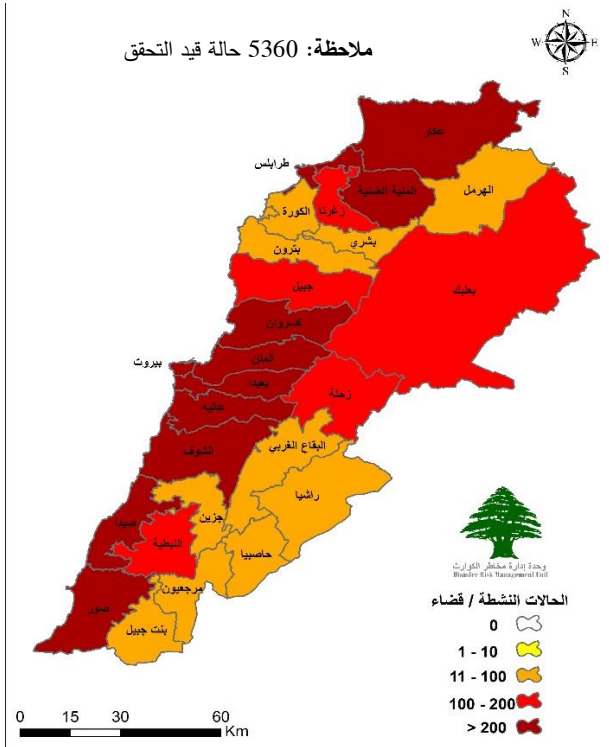 N
W E
S
ملاحظة: 5360 حالة قيد التحقق
عكار
طرابلس
المنية الضنية
الهرمل
زغرتا
الكورة
بشري
بترون
جبيل
بعلبك
كسروان
المتن
بيروت
بعبدا
زحلة
عاليه
البقاع الغربي
الشوف
راشيا
جزين
صيدا
النبطية
حاصبيا
مرجعيون
صور
بنت جبيل
وحدة إدارة مخاطر الكوارث
Disaster Risk Management Unit
الحالات النشطة / قضاء
0
1 - 10
11 - 100
100 - 200
> 200
0 15 30 60
Km